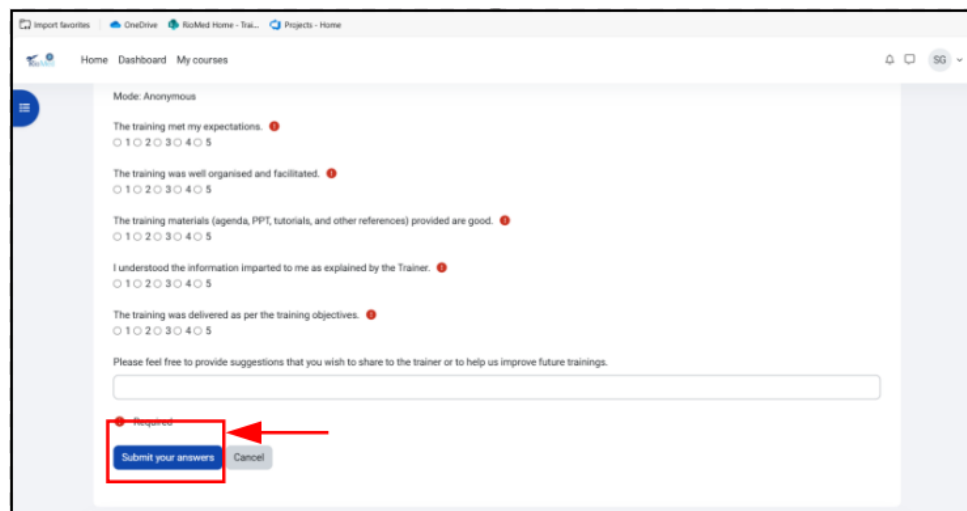 Import favorites OneDrive RioMed Home - Trai... Projects - Home
Home Dashboard My courses SG
Mode: Anonymous
The training met my expectations.
1 2 3 4 5
The training was well organised and facilitated.
1 2 3 4 5
The training materials (agenda, PPT, tutorials, and other references) provided are good.
1 2 3 4 5
I understood the information imparted to me as explained by the Trainer.
1 2 3 4 5
The training was delivered as per the training objectives.
1 2 3 4 5
Please feel free to provide suggestions that you wish to share to the trainer or to help us improve future trainings.
Required
Submit your answers Cancel